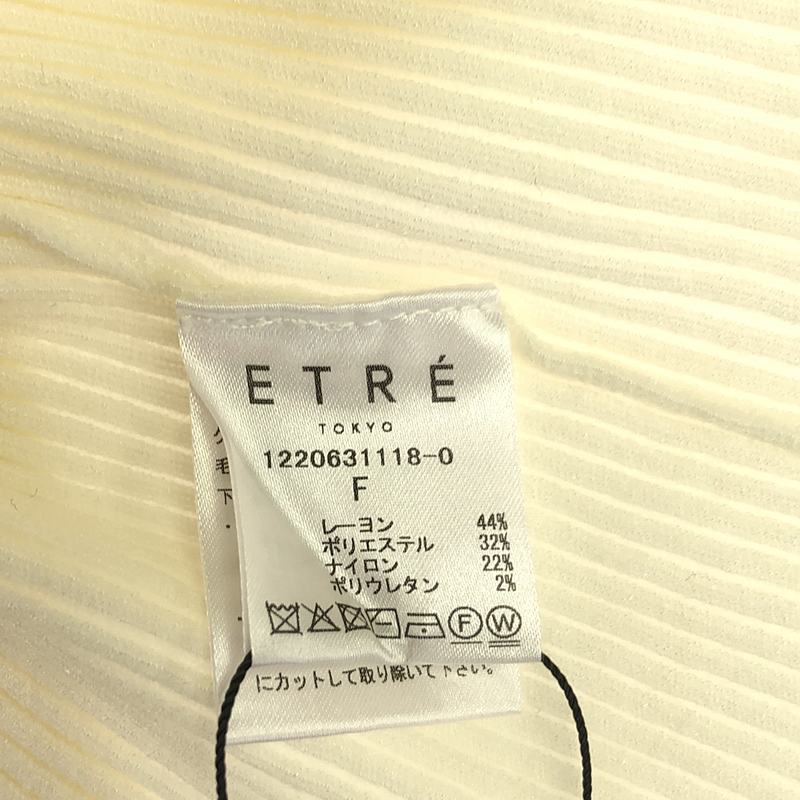 ETRÉ
TOKYO
1220631118-0
F
レーヨン 44%
ポリエステル 32%
ナイロン 22%
ポリウレタン 2%
F W
にカットして取り除いて下さい。
毛
下